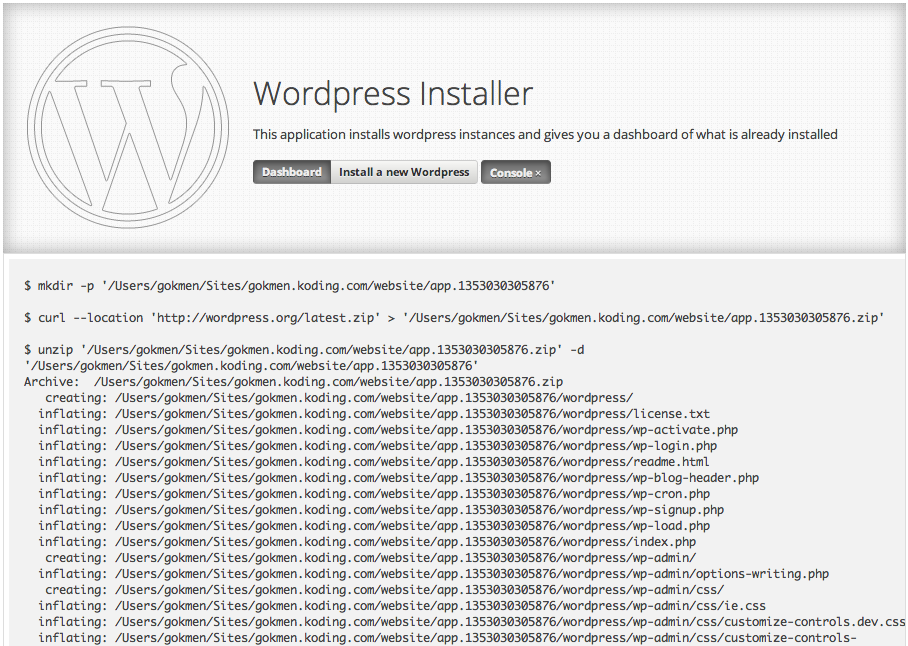 Wordpress Installer
This application installs wordpress instances and gives you a dashboard of what is already installed
Dashboard Install a new Wordpress Console ×
$ mkdir -p '/Users/gokmen/Sites/gokmen.koding.com/website/app.1353030305876'
$ curl --location 'http://wordpress.org/latest.zip' > '/Users/gokmen/Sites/gokmen.koding.com/website/app.1353030305876.zip'
$ unzip '/Users/gokmen/Sites/gokmen.koding.com/website/app.1353030305876.zip' -d
'/Users/gokmen/Sites/gokmen.koding.com/website/app.1353030305876'
Archive:  /Users/gokmen/Sites/gokmen.koding.com/website/app.1353030305876.zip
creating: /Users/gokmen/Sites/gokmen.koding.com/website/app.1353030305876/wordpress/
inflating: /Users/gokmen/Sites/gokmen.koding.com/website/app.1353030305876/wordpress/license.txt
inflating: /Users/gokmen/Sites/gokmen.koding.com/website/app.1353030305876/wordpress/wp-activate.php
inflating: /Users/gokmen/Sites/gokmen.koding.com/website/app.1353030305876/wordpress/wp-login.php
inflating: /Users/gokmen/Sites/gokmen.koding.com/website/app.1353030305876/wordpress/readme.html
inflating: /Users/gokmen/Sites/gokmen.koding.com/website/app.1353030305876/wordpress/wp-blog-header.php
inflating: /Users/gokmen/Sites/gokmen.koding.com/website/app.1353030305876/wordpress/wp-cron.php
inflating: /Users/gokmen/Sites/gokmen.koding.com/website/app.1353030305876/wordpress/wp-signup.php
inflating: /Users/gokmen/Sites/gokmen.koding.com/website/app.1353030305876/wordpress/wp-load.php
inflating: /Users/gokmen/Sites/gokmen.koding.com/website/app.1353030305876/wordpress/index.php
creating: /Users/gokmen/Sites/gokmen.koding.com/website/app.1353030305876/wordpress/wp-admin/
inflating: /Users/gokmen/Sites/gokmen.koding.com/website/app.1353030305876/wordpress/wp-admin/options-writing.php
creating: /Users/gokmen/Sites/gokmen.koding.com/website/app.1353030305876/wordpress/wp-admin/css/
inflating: /Users/gokmen/Sites/gokmen.koding.com/website/app.1353030305876/wordpress/wp-admin/css/ie.css
inflating: /Users/gokmen/Sites/gokmen.koding.com/website/app.1353030305876/wordpress/wp-admin/css/customize-controls.dev.css
inflating: /Users/gokmen/Sites/gokmen.koding.com/website/app.1353030305876/wordpress/wp-admin/css/customize-controls-